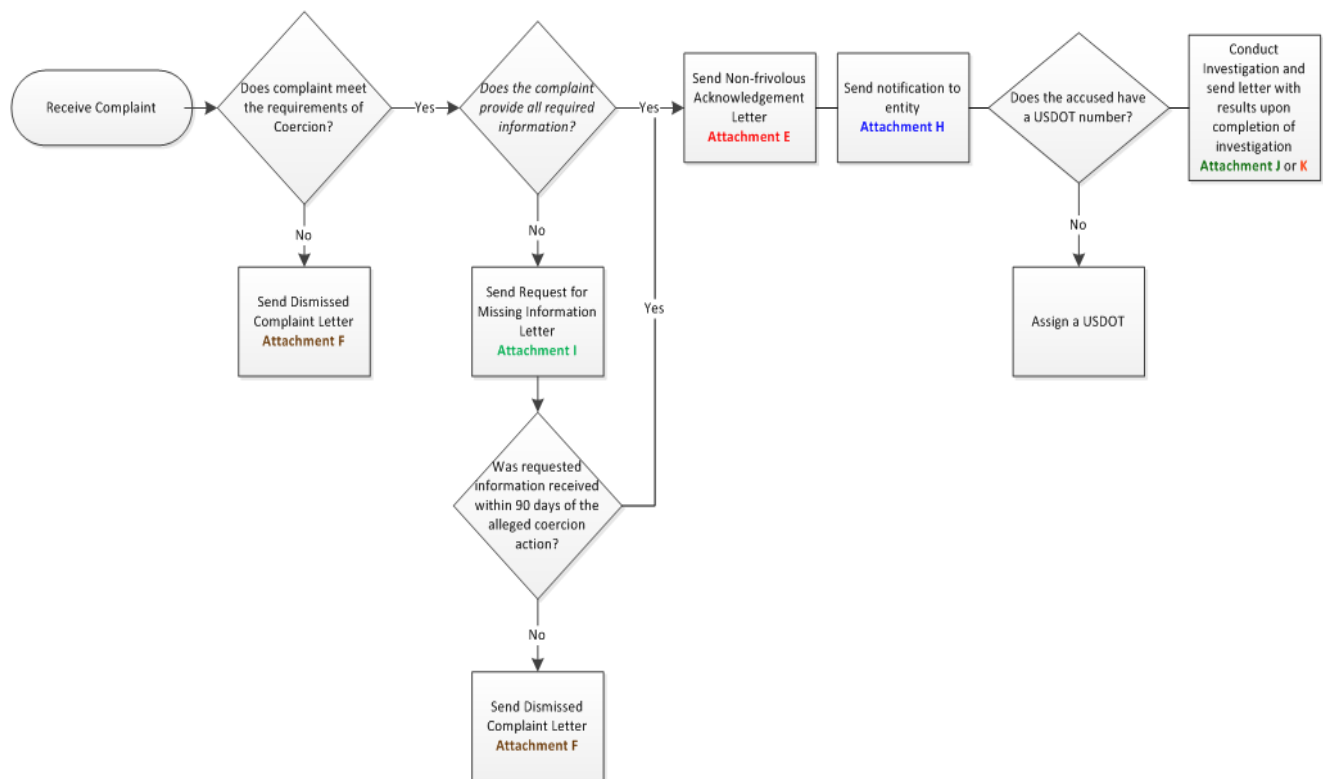 Receive Complaint
Does complaint meet
the requirements of
Coercion?
Yes
Does the complaint
provide all required
information?
Yes
Send Non-frivolous
Acknowledgement
Letter
Attachment E
Send notification to
entity
Attachment H
Does the accused have
a USDOT number?
Conduct
Investigation and
send letter with
results upon
completion of
investigation
Attachment J or K
No
Send Dismissed
Complaint Letter
Attachment F
No
Send Request for
Missing Information
Letter
Attachment I
Yes
No
Assign a USDOT
Was requested
information received
within 90 days of the
alleged coercion
action?
No
Send Dismissed
Complaint Letter
Attachment F